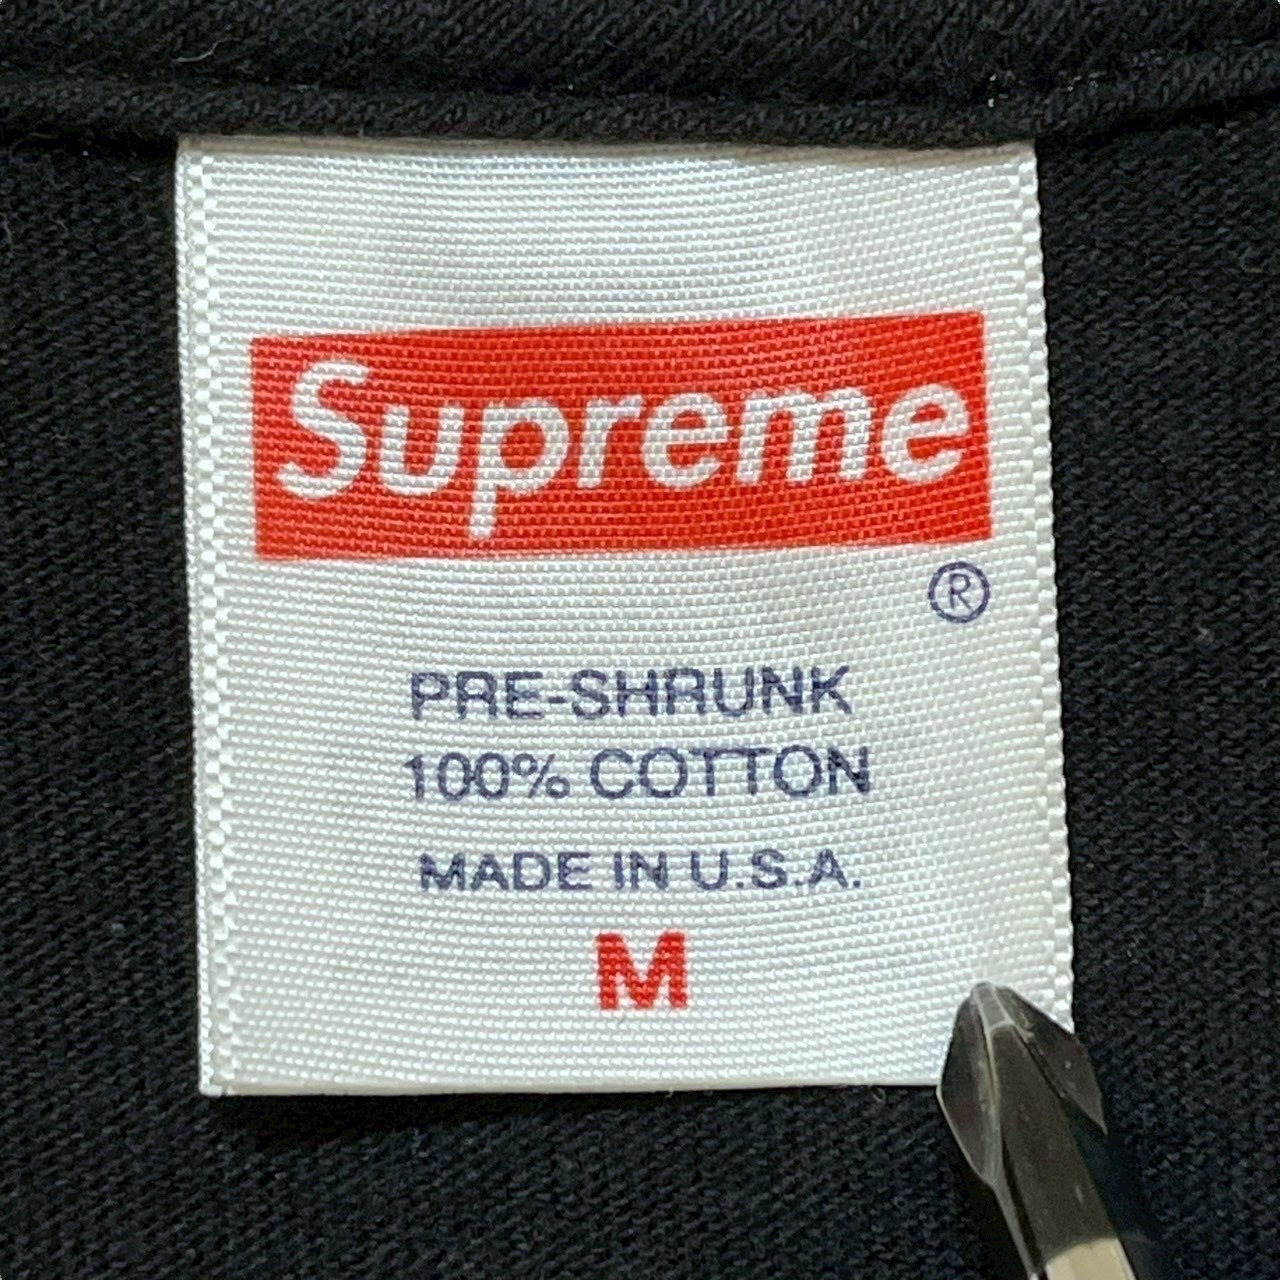 Supreme
®
PRE-SHRUNK
100% COTTON
MADE IN U.S.A.
M